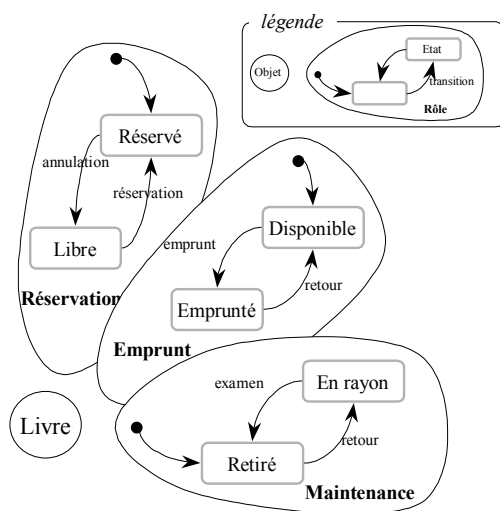 légende
Objet
Etat
transition
Rôle
Réservé
annulation
réservation
Libre
Réservation
Disponible
emprunt
retour
Emprunté
Emprunt
En rayon
examen
retour
Retiré
Maintenance
Livre